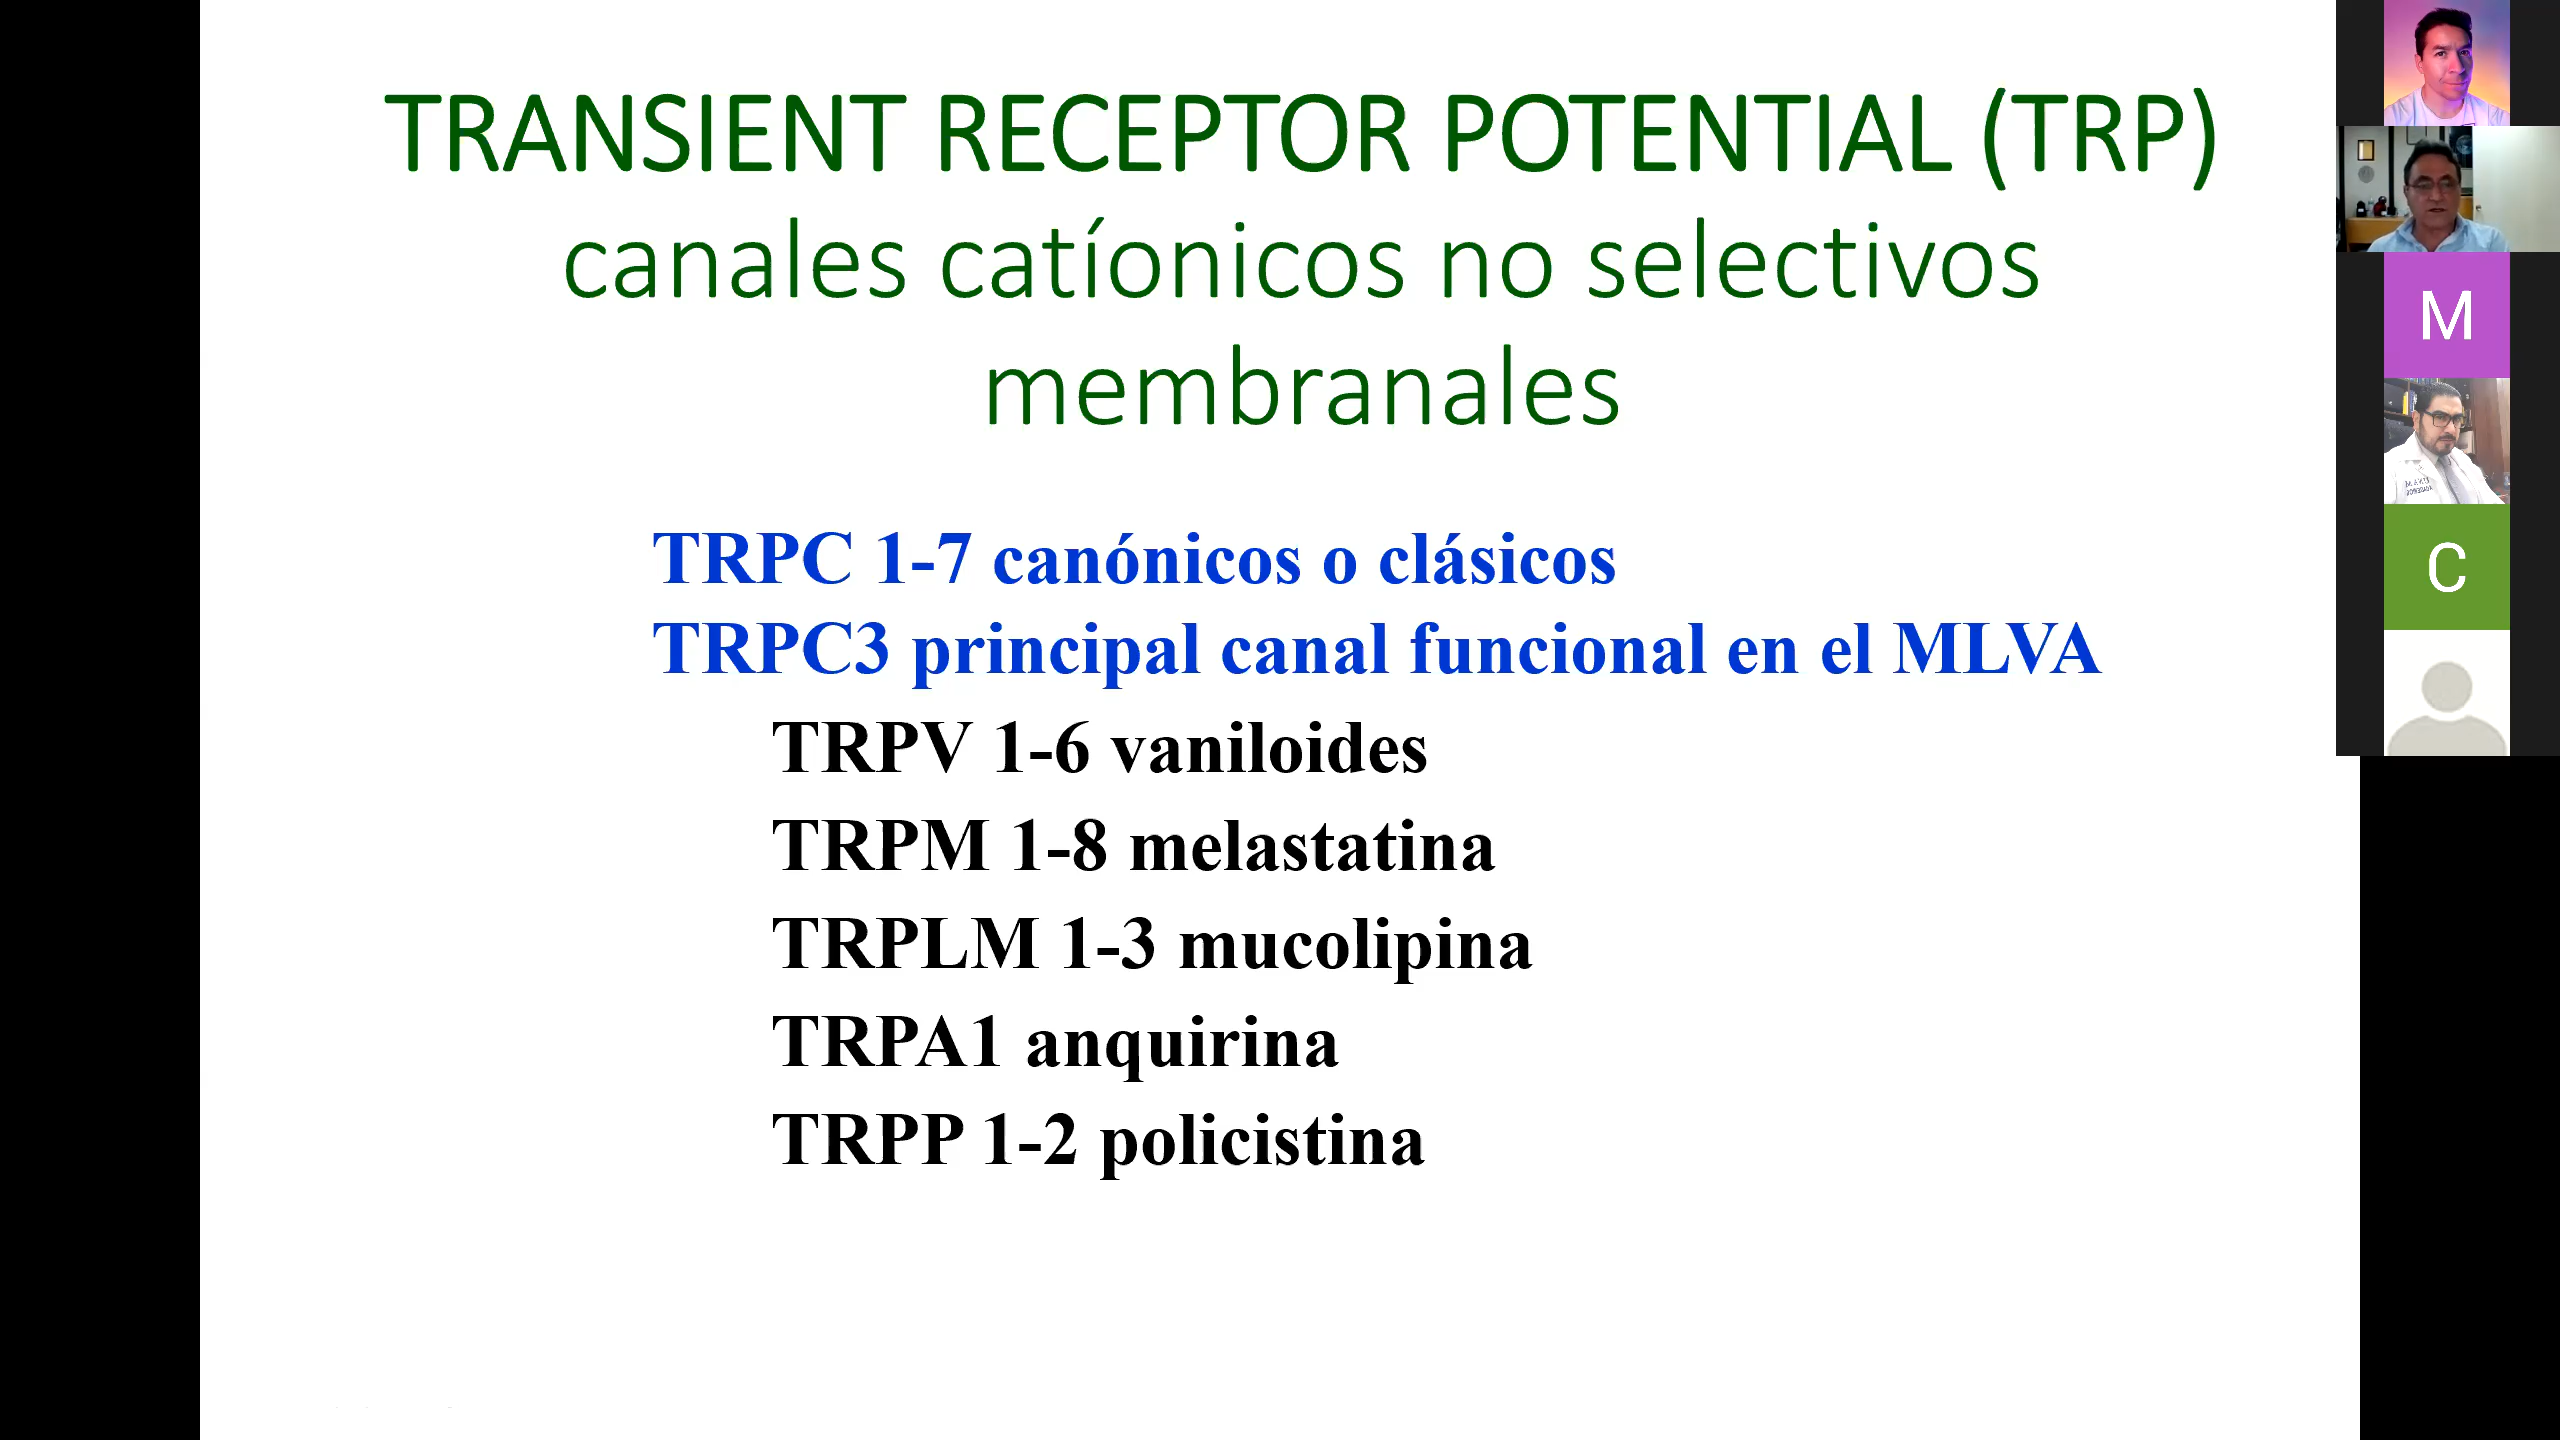 TRANSIENT RECEPTOR POTENTIAL (TRP)
canales catíonicos no selectivos
membranales
TRPC 1-7 canónicos o clásicos
TRPC3 principal canal funcional en el MLVA
TRPV 1-6 vaniloides
TRPM 1-8 melastatina
TRPLM 1-3 mucolipina
TRPA1 anquirina
TRPP 1-2 policistina
M
C